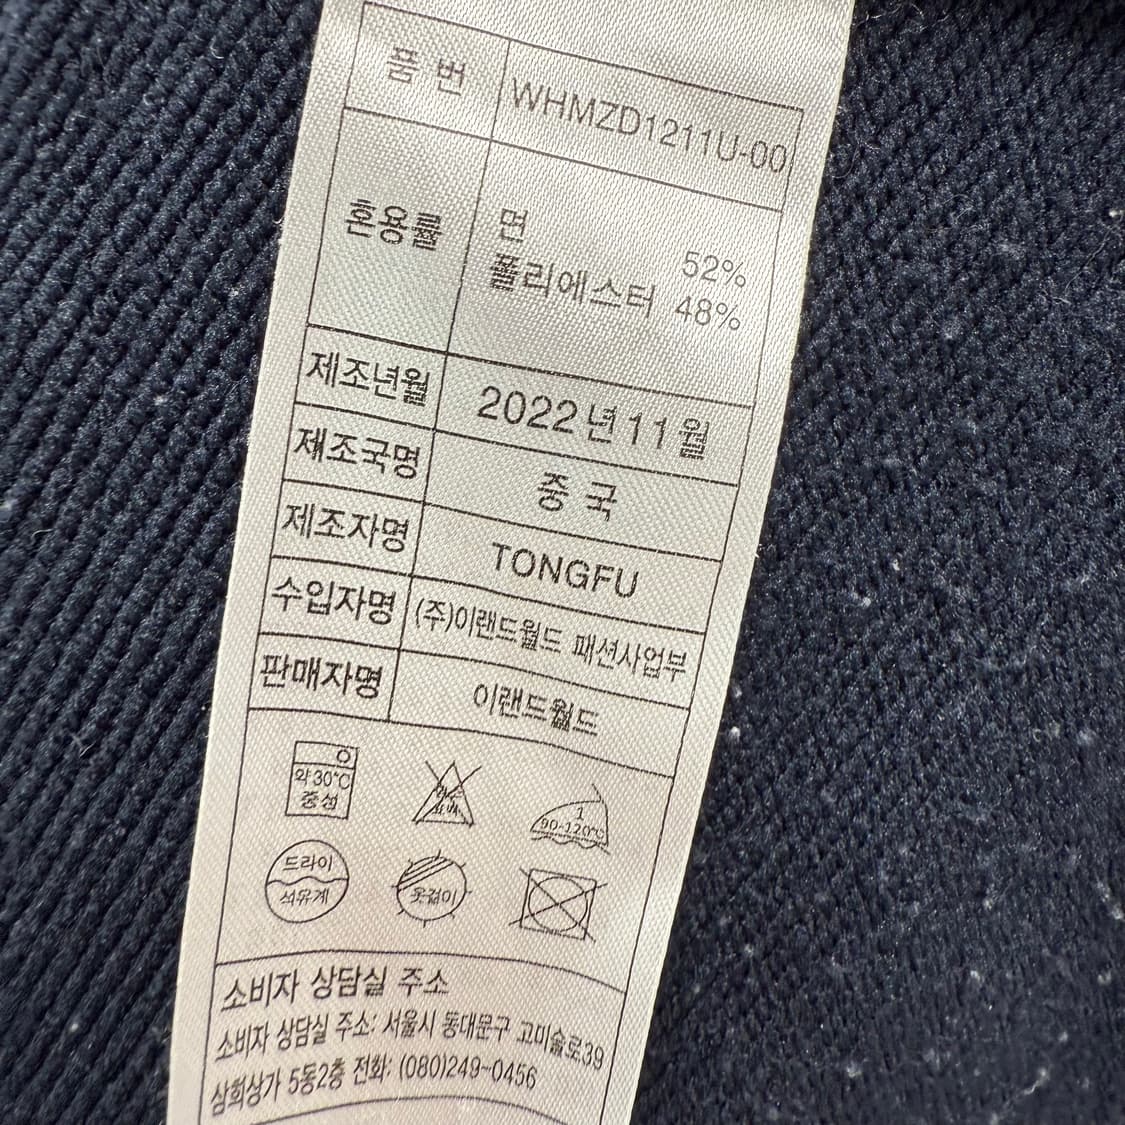 품 번 WHMZD1211U-00
혼용률 면 52%
폴리에스터 48%
제조년월 2022년11월
제조국명 중국
제조자명 TONGFU
수입자명 (주)이랜드월드 패션사업부
판매자명 이랜드월드
약30℃
중성
1
90-120℃
드라이
석유계
옷걸이
소비자 상담실 주소
소비자 상담실 주소: 서울시 동대문구 고미술로39
삼희상가 5동2층 전화: (080)249-0456